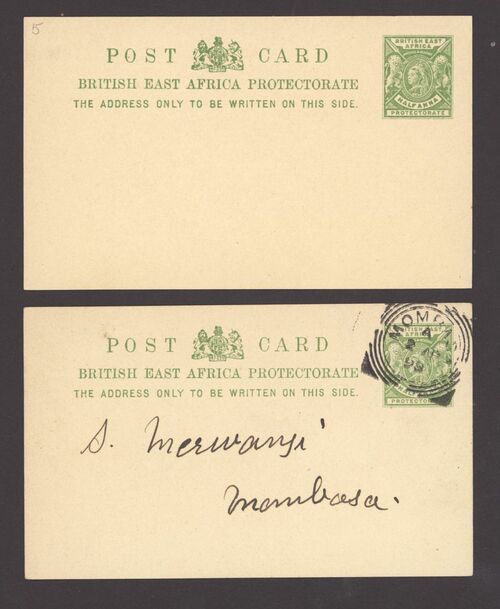 5
POST CARD
BRITISH EAST AFRICA PROTECTORATE
THE ADDRESS ONLY TO BE WRITTEN ON THIS SIDE.
BRITISH EAST
AFRICA
HALF ANNA
PROTECTORATE
POST CARD
BRITISH EAST AFRICA PROTECTORATE
THE ADDRESS ONLY TO BE WRITTEN ON THIS SIDE.
AFRICA
PROTECTOR
A
S. Merwanji
Mombasa.